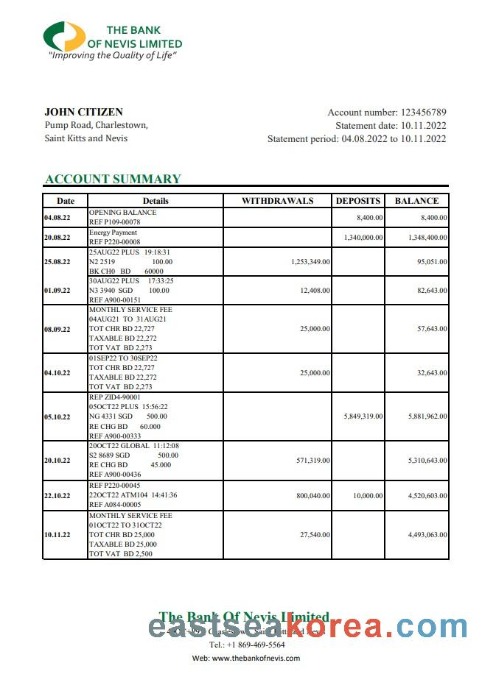 THE BANK
OF NEVIS LIMITED
"Improving the Quality of Life"
JOHN CITIZEN
Pump Road, Charlestown,
Saint Kitts and Nevis
Account number: 123456789
Statement date: 10.11.2022
Statement period: 04.08.2022 to 10.11.2022
ACCOUNT SUMMARY
Date Details WITHDRAWALS DEPOSITS BALANCE
04.08.22 OPENING BALANCE 8,400.00 8,400.00
REF P109-00078
20.08.22 Energy Payment 1,340,000.00 1,348,400.00
REF P220-00008
25AUG22 PLUS 19:18:31
25.08.22 N2 2519 100.00 1,253,349.00 95,051.00
BK CH0 BD 60000
30AUG22 PLUS 17:33:25
01.09.22 N3 3940 SGD 100.00 12,408.00 82,643.00
REF A900-00151
MONTHLY SERVICE FEE
04AUG21 TO 31AUG21
08.09.22 TOT CHR BD 22,727 25,000.00 57,643.00
TAXABLE BD 22,272
TOT VAT BD 2,273
01SEP22 TO 30SEP22
04.10.22 TOT CHR BD 22,727 25,000.00 32,643.00
TAXABLE BD 22,272
TOT VAT BD 2,273
REP ZID4-90001
05OCT22 PLUS 15:56:22
05.10.22 NG 4331 SGD 500.00 5,849,319.00 5,881,962.00
RE CHG BD 60.000
REF A900-00333
20OCT22 GLOBAL 11:12:08
20.10.22 S2 8689 SGD 500.00 571,319.00 5,310,643.00
RE CHG BD 45.000
REF A900-00436
REF P220-00045
22.10.22 22OCT22 ATM104 14:41:36 800,040.00 10,000.00 4,520,603.00
REF A084-00005
MONTHLY SERVICE FEE
01OCT22 TO 31OCT22
10.11.22 TOT CHR BD 25,000 27,540.00 4,493,063.00
TAXABLE BD 25,000
TOT VAT BD 2,500
The Bank Of Nevis Limited
eastseakorea.com
Tel.: +1 869-469-5564
Web: www.thebankofnevis.com